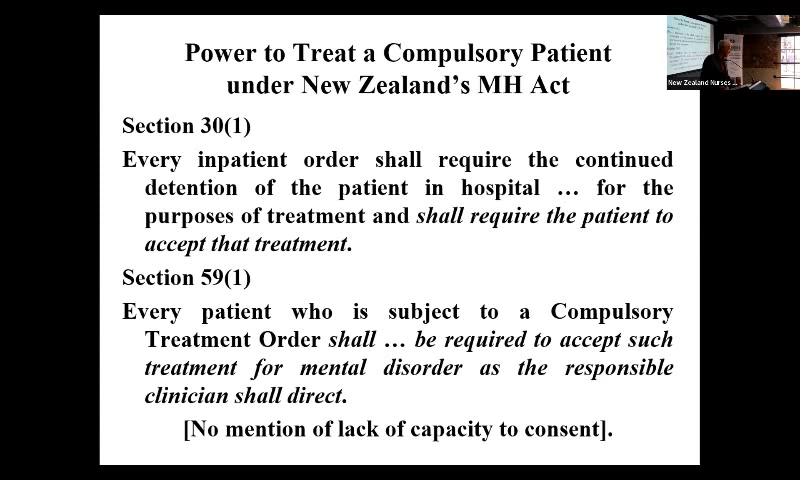 Power to Treat a Compulsory Patient
under New Zealand's MH Act
Section 30(1)
Every inpatient order shall require the continued
detention of the patient in hospital … for the
purposes of treatment and shall require the patient to
accept that treatment.
Section 59(1)
Every patient who is subject to a Compulsory
Treatment Order shall … be required to accept such
treatment for mental disorder as the responsible
clinician shall direct.
[No mention of lack of capacity to consent].
New Zealand Nurses ...